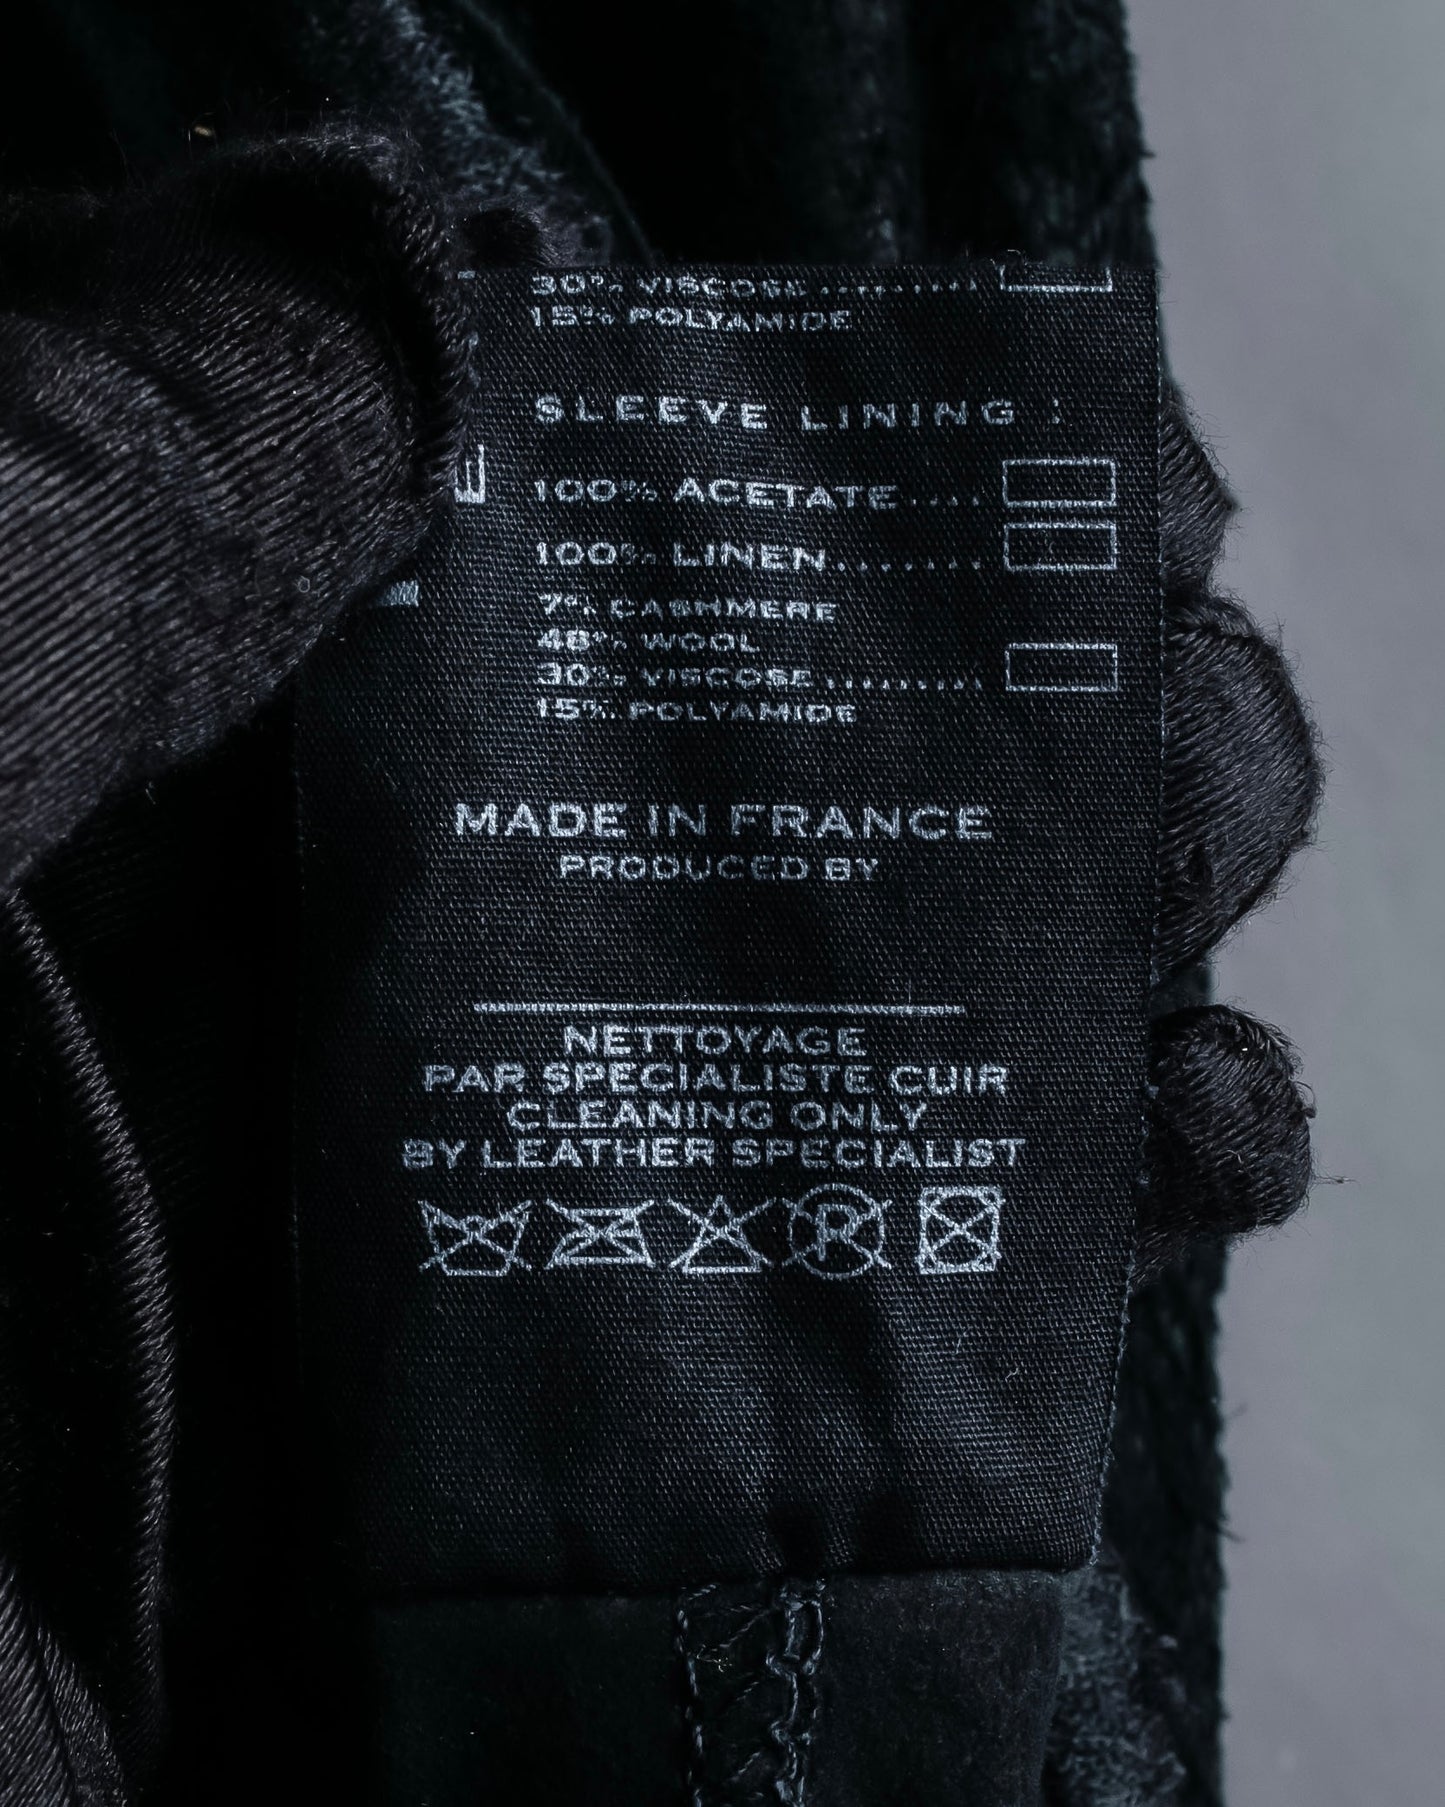 30% VISCOSE..........
15% POLYAMIDE
SLEEVE LINING :
E
100% ACETATE....
100% LINEN.......
7% CASHMERE
48% WOOL
30% VISCOSE..........
15% POLYAMIDE
MADE IN FRANCE
PRODUCED BY
NETTOYAGE
PAR SPECIALISTE CUIR
CLEANING ONLY
BY LEATHER SPECIALIST
P